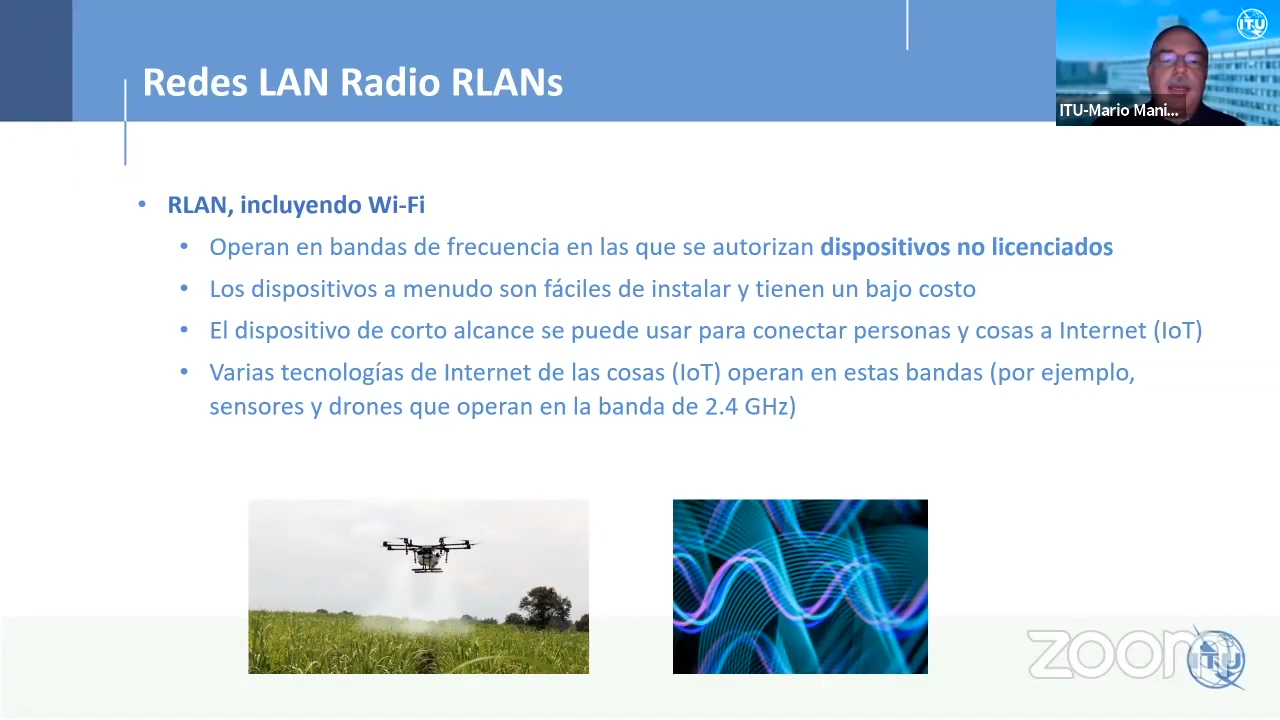 Redes LAN Radio RLANs
ITU
ITU-Mario Mani...
• RLAN, incluyendo Wi-Fi
• Operan en bandas de frecuencia en las que se autorizan dispositivos no licenciados
• Los dispositivos a menudo son fáciles de instalar y tienen un bajo costo
• El dispositivo de corto alcance se puede usar para conectar personas y cosas a Internet (IoT)
• Varias tecnologías de Internet de las cosas (IoT) operan en estas bandas (por ejemplo,
sensores y drones que operan en la banda de 2.4 GHz)
zoom
ITU